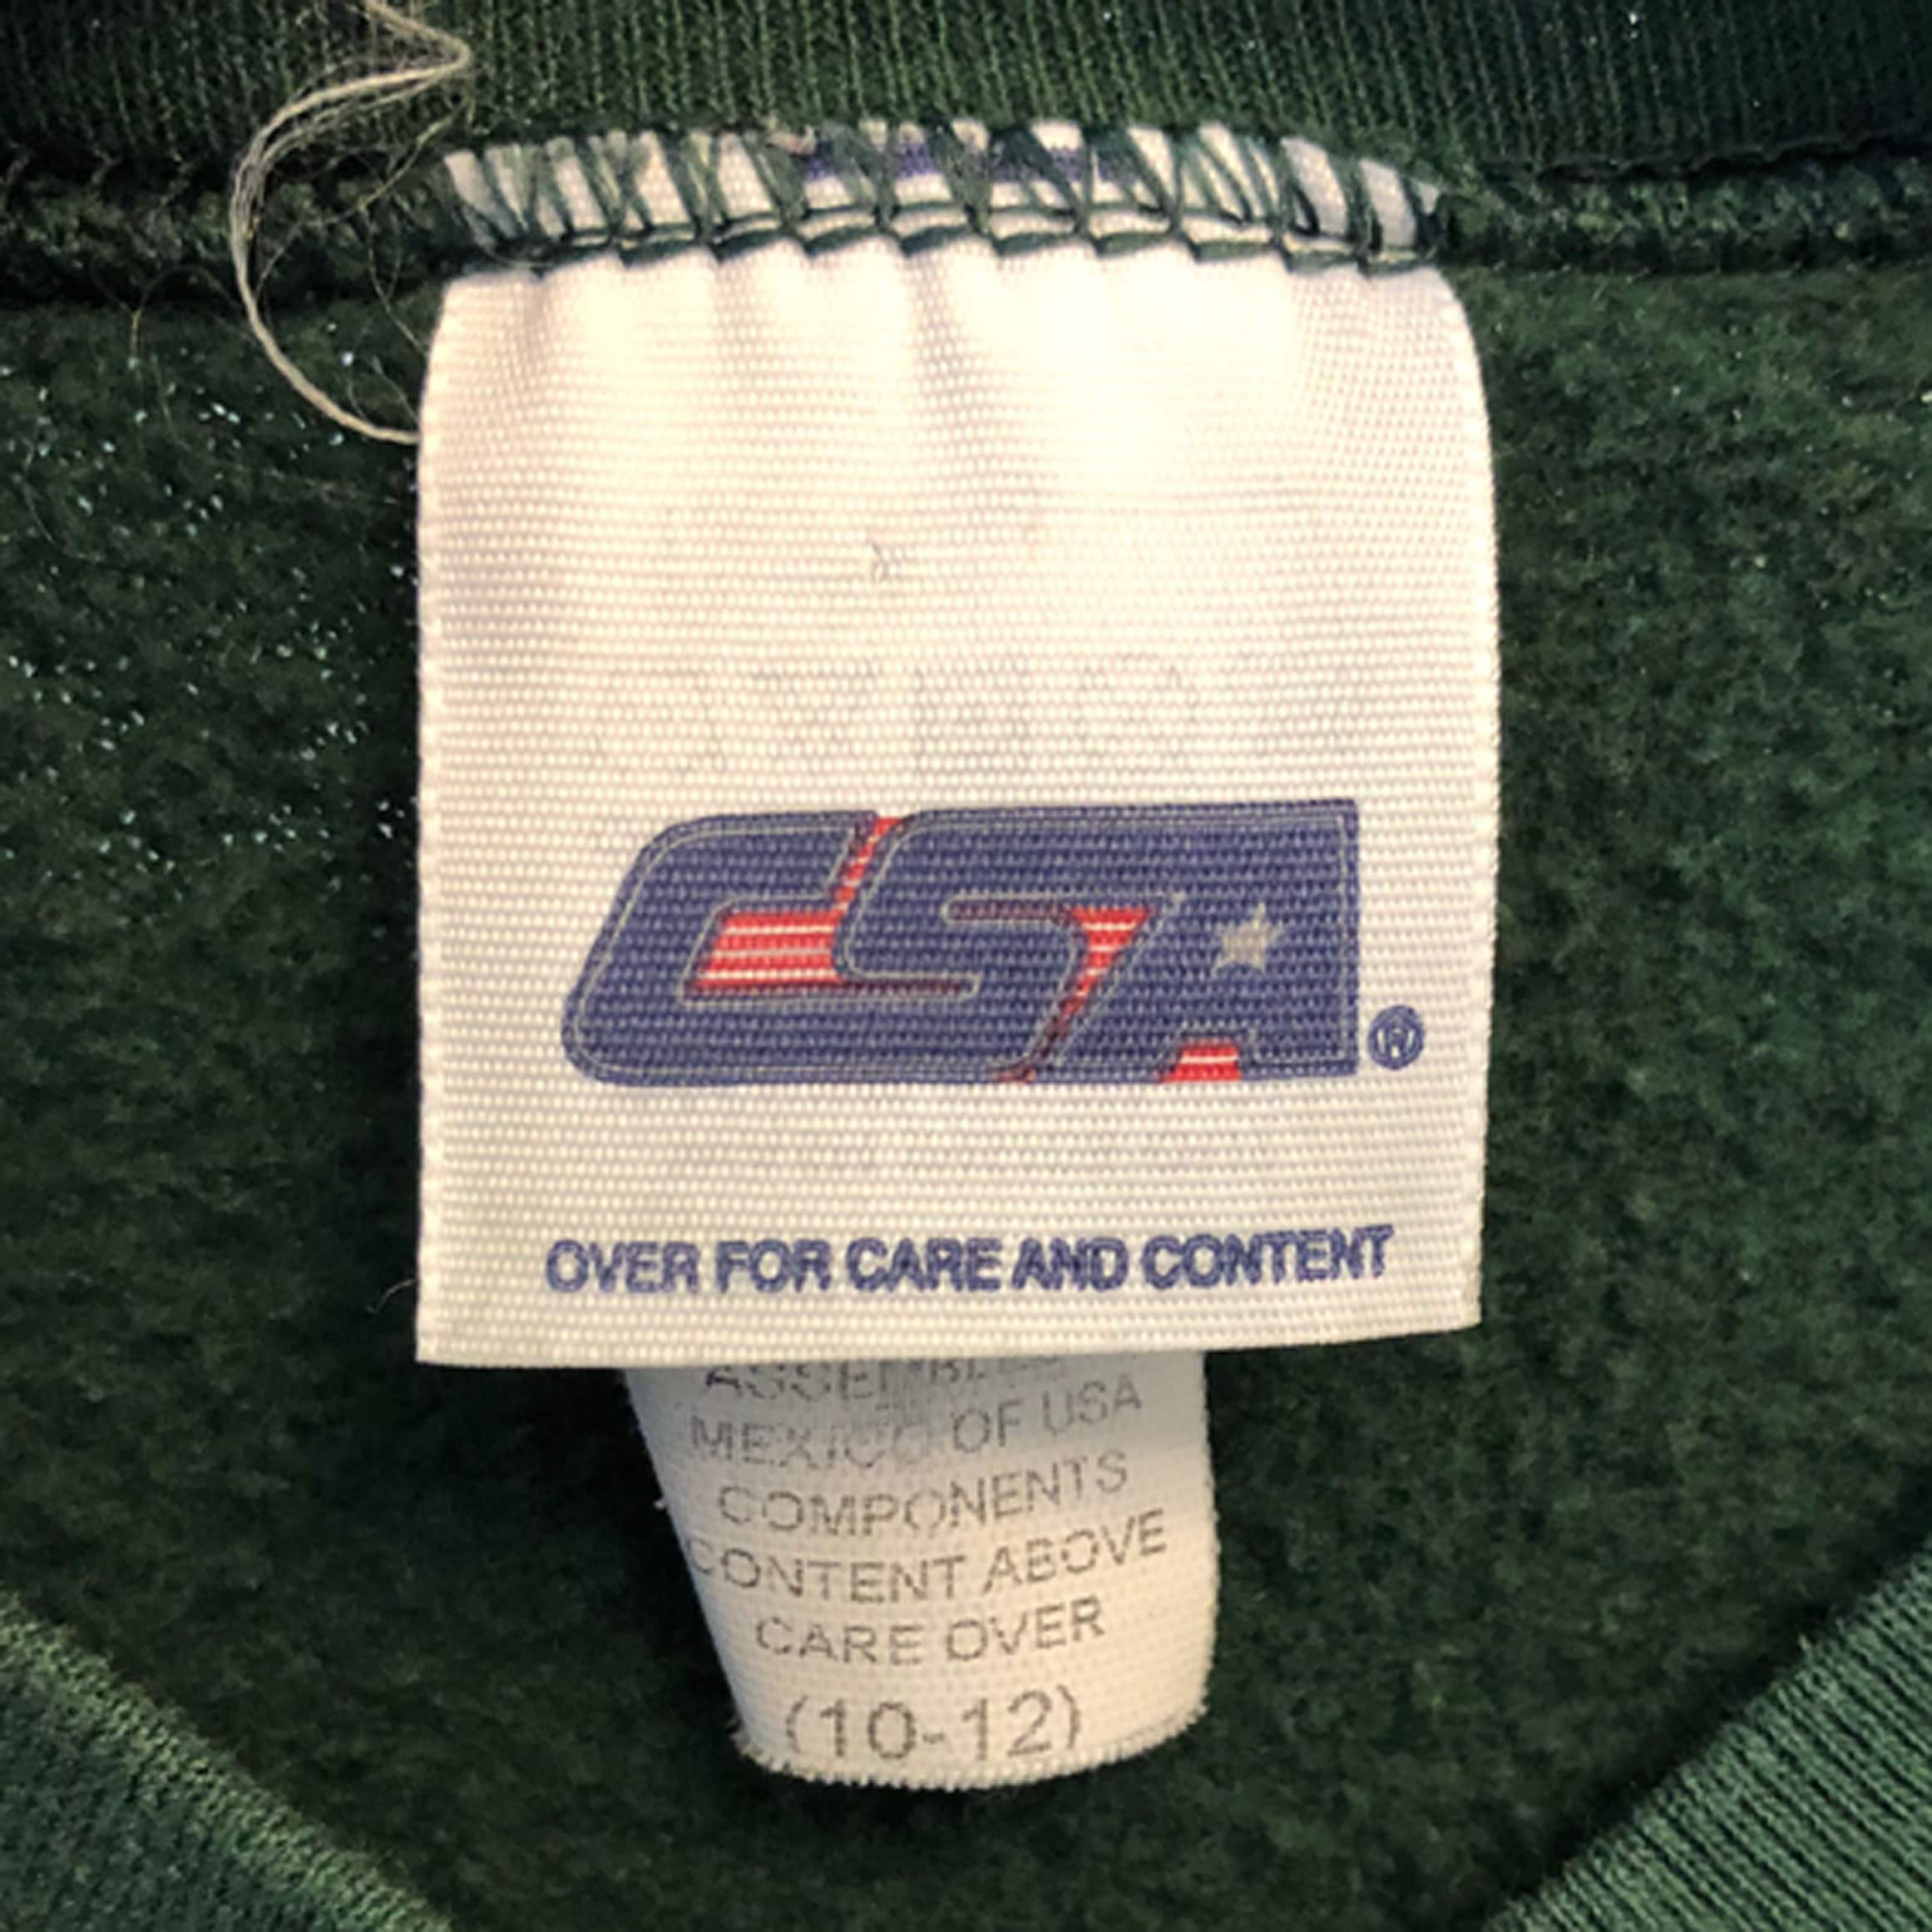 CSA ®
OVER FOR CARE AND CONTENT
MEXICO OF USA
COMPONENTS
CONTENT ABOVE
CARE OVER
(10-12)